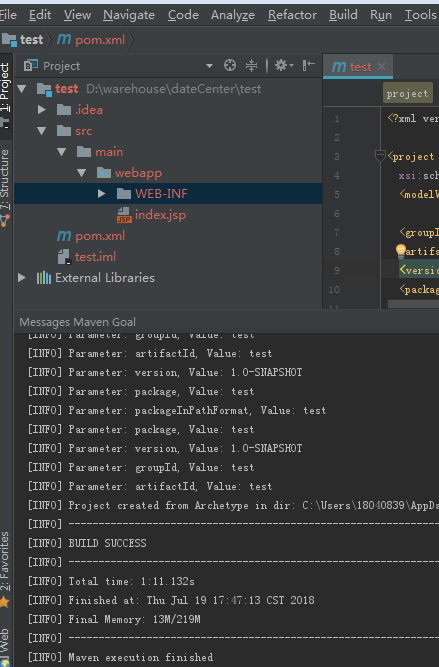 File Edit View Navigate Code Analyze Refactor Build Run Tools
test pom.xml
1: Project
7: Structure
2: Favorites
Web
Project
test D:\warehouse\dateCenter\test
.idea
src
main
webapp
WEB-INF
index.jsp
pom.xml
test.iml
External Libraries
test
project
1 <?xml ver
2
3 <project
4 xsi:sch
5 <modelV
6
7 <groupI
8 artifa
9 <versio
10 <packag
11
Messages Maven Goal
[INFO] Parameter: groupId, Value: test
[INFO] Parameter: artifactId, Value: test
[INFO] Parameter: version, Value: 1.0-SNAPSHOT
[INFO] Parameter: package, Value: test
[INFO] Parameter: packageInPathFormat, Value: test
[INFO] Parameter: package, Value: test
[INFO] Parameter: version, Value: 1.0-SNAPSHOT
[INFO] Parameter: groupId, Value: test
[INFO] Parameter: artifactId, Value: test
[INFO] Project created from Archetype in dir: C:\Users\18040839\AppDa
[INFO] ------------------------------------------------------------------------
[INFO] BUILD SUCCESS
[INFO] ------------------------------------------------------------------------
[INFO] Total time: 1:11.132s
[INFO] Finished at: Thu Jul 19 17:47:13 CST 2018
[INFO] Final Memory: 13M/219M
[INFO] ------------------------------------------------------------------------
[INFO] Maven execution finished